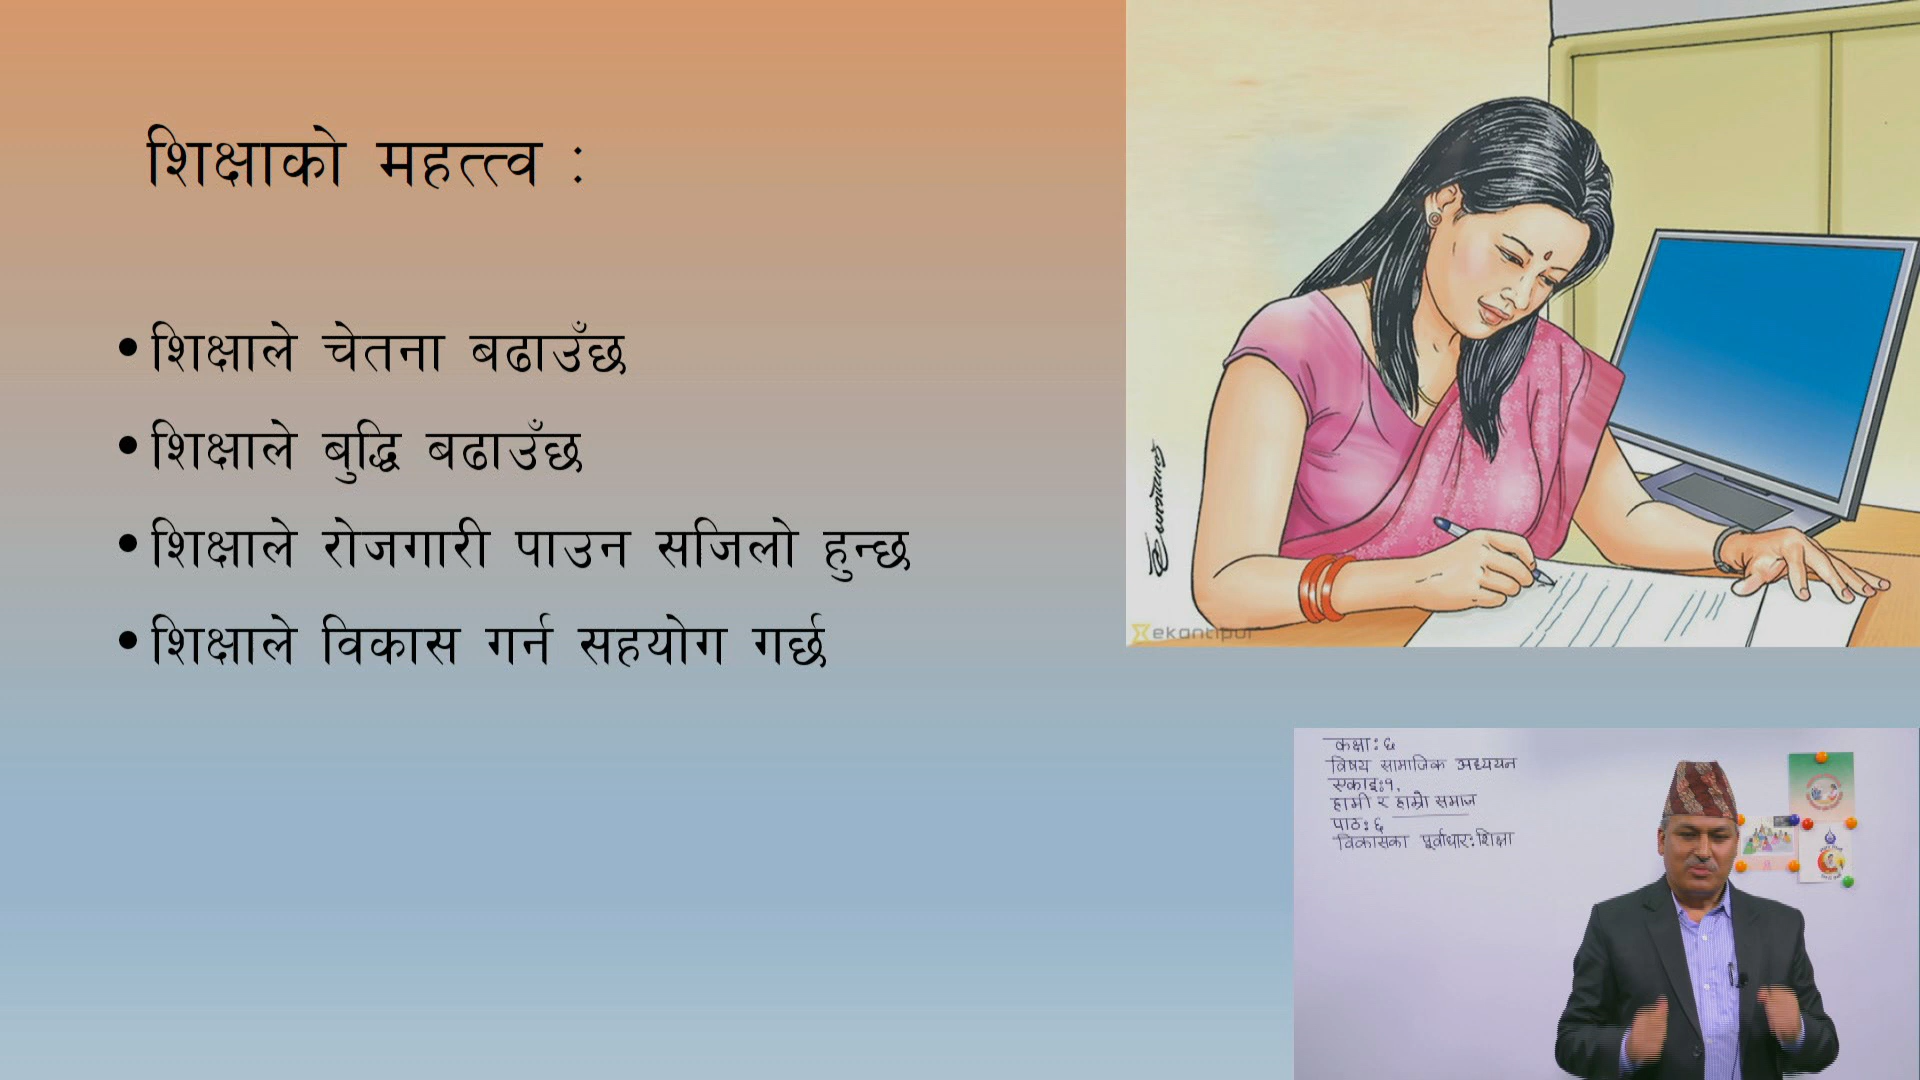 शिक्षाको महत्त्व :
• शिक्षाले चेतना बढाउँछ
• शिक्षाले बुद्धि बढाउँछ
• शिक्षाले रोजगारी पाउन सजिलो हुन्छ
• शिक्षाले विकास गर्न सहयोग गर्छ
ekantipur
कक्षा: ६
विषय सामाजिक अध्ययन
एकाइ:१,
हामी र हाम्रो समाज
पाठ: ६
विकासका पूर्वाधार: शिक्षा